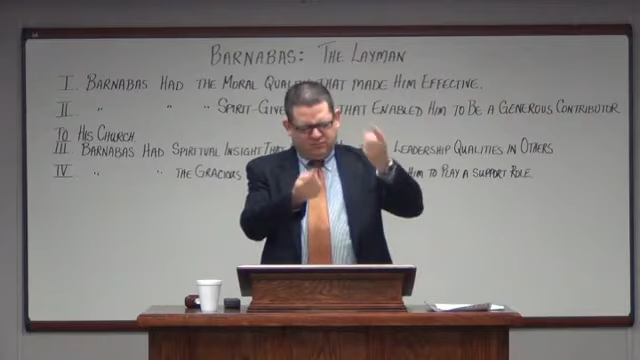 BARNABAS: THE LAYMAN
I. BARNABAS HAD THE MORAL THAT MADE HIM EFFECTIVE.
II " " " SPIRIT- THAT ENABLED HIM TO BE A GENEROUS CONTRIBUTOR
TO HIS CHURCH.
III BARNABAS HAD SPIRITUAL INSIGHT LEADERSHIP QUALITIES IN OTHERS
IV " " THE GRACIOUS HIM TO PLAY A SUPPORT ROLE